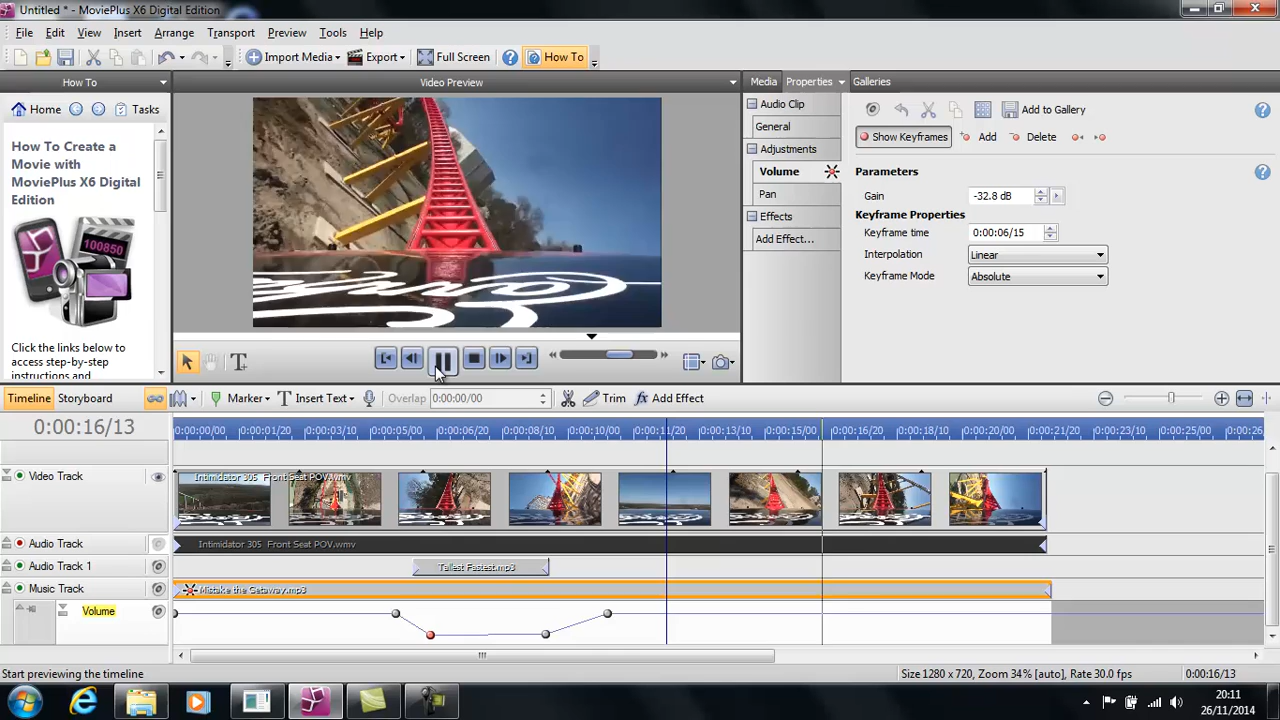 Untitled * - MoviePlus X6 Digital Edition
File Edit View Insert Arrange Transport Preview Tools Help
Import Media Export Full Screen ? How To
How To
Video Preview
Media Properties Galleries
Home Tasks
Audio Clip
Add to Gallery
General
Show Keyframes Add Delete
How To Create a
Movie with
MoviePlus X6 Digital
Edition
100850
Click the links below to
access step-by-step
instructions and
Adjustments
Volume
Pan
Effects
Add Effect...
Parameters
Gain -32.8 dB
Keyframe Properties
Keyframe time 0:00:06/15
Interpolation Linear
Keyframe Mode Absolute
Timeline Storyboard Marker Insert Text Overlap 0:00:00/00 Trim Add Effect
0:00:16/13
0:00:00/00 0:00:01/20 0:00:03/10 0:00:05/00 0:00:06/20 0:00:08/10 0:00:10/00 0:00:11/20 0:00:13/10 0:00:15/00 0:00:16/20 0:00:18/10 0:00:20/00 0:00:21/20 0:00:23/10 0:00:25/00 0:00:26,
Video Track Intimidator 305 Front Seat POV.wmv
Audio Track Intimidator 305 Front Seat POV.wmv
Audio Track 1 Tallest Fastest.mp3
Music Track Mistake the Getaway.mp3
Volume
Start previewing the timeline Size 1280 x 720, Zoom 34% [auto], Rate 30.0 fps 0:00:16/13
20:11
26/11/2014